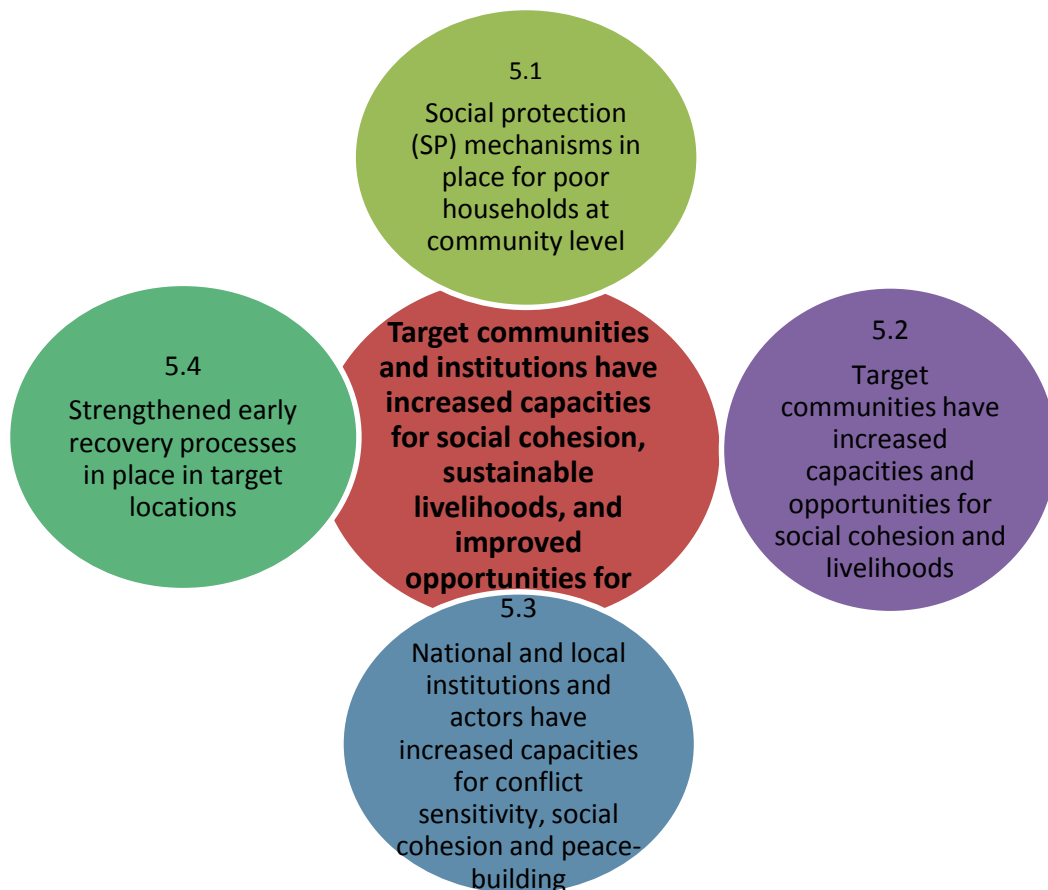 5.1
Social protection
(SP) mechanisms in
place for poor
households at
community level
Target communities
and institutions have
increased capacities
for social cohesion,
sustainable
livelihoods, and
improved
opportunities for
5.2
Target
communities have
increased
capacities and
opportunities for
social cohesion and
livelihoods
5.3
National and local
institutions and
actors have
increased capacities
for conflict
sensitivity, social
cohesion and peace-
building
5.4
Strengthened early
recovery processes
in place in target
locations